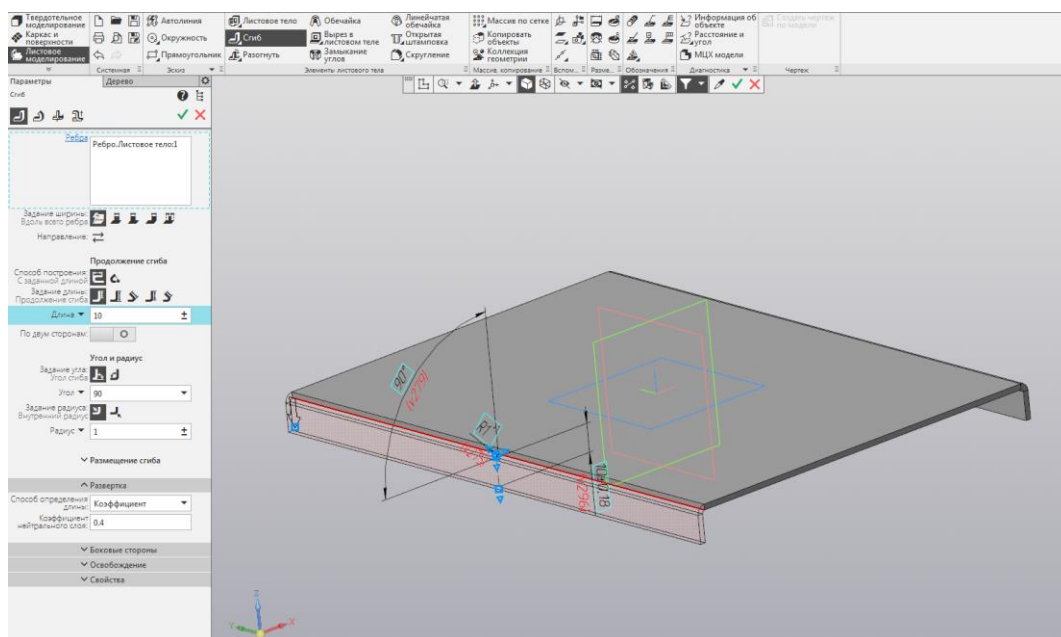 Твердотельное моделирование
Каркас и поверхности
Листовое моделирование
Системная
Автолиния
Окружность
Прямоугольник
Эскиз
Листовое тело
Сгиб
Разогнуть
Обечайка
Вырез в листовом теле
Замыкание углов
Линейчатая обечайка
Открытая штамповка
Скругление
Элементы листового тела
Массив по сетке
Копировать объекты
Коллекция геометрии
Массив, копирование
Вспом...
Разме...
Обозначения
Информация об объекте
Расстояние и угол
МЦХ модели
Диагностика
Создать чертеж по модели
Чертеж
Параметры
Дерево
Сгиб
Ребра
Ребро.Листовое тело:1
Задание ширины:
Вдоль всего ребра
Направление:
Продолжение сгиба
Способ построения:
С заданной длиной
Задание длины:
Продолжение сгиба
Длина 10
По двум сторонам:
Угол и радиус
Задание угла:
Угол сгиба
Угол 90
Задание радиуса:
Внутренний радиус
Радиус 1
Размещение сгиба
Развертка
Способ определения длины: Коэффициент
Коэффициент нейтрального слоя: 0.4
Боковые стороны
Освобождение
Свойства
90°
R1
Z
Y
X